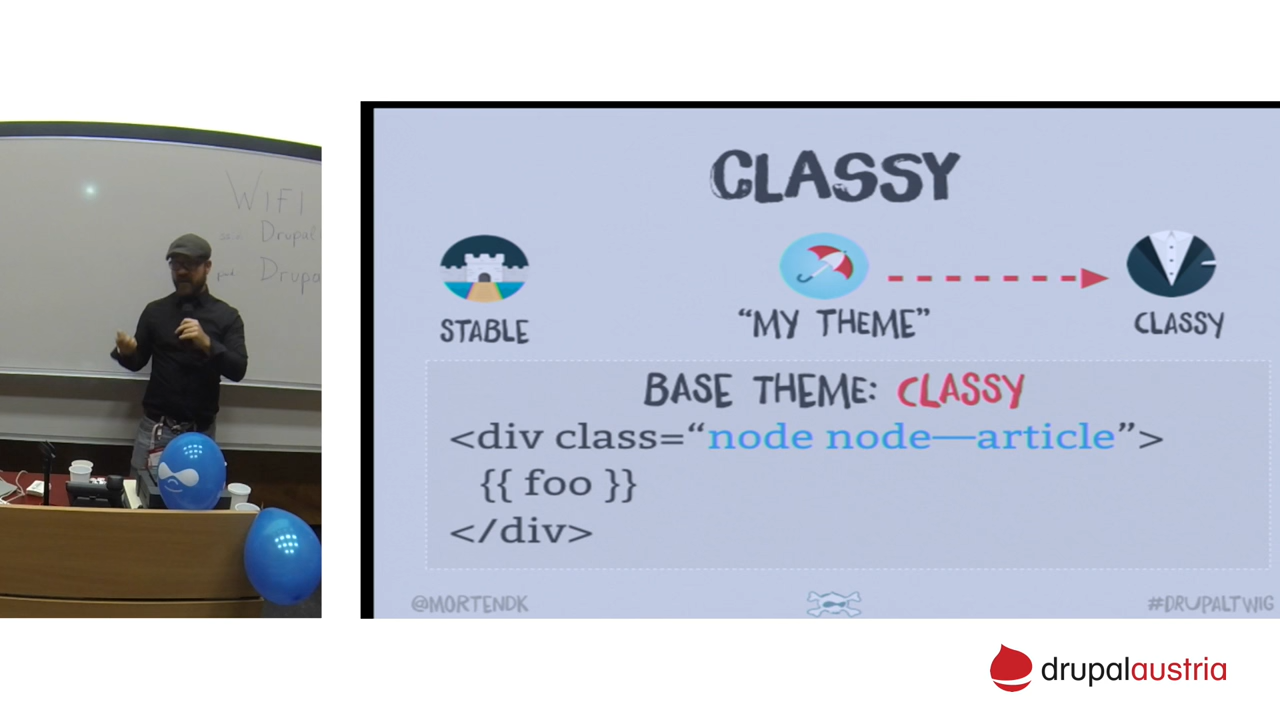 WIFI
Drupal
CLASSY
STABLE
“MY THEME”
CLASSY
BASE THEME: CLASSY
<div class=“node node—article”>
{{ foo }}
</div>
@MORTENDK
#DRUPALTWIG
drupalaustria